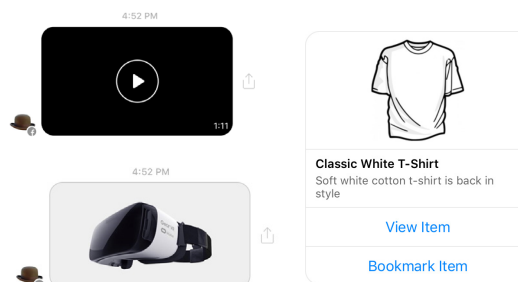 4:52 PM
1:11
4:52 PM
Classic White T-Shirt
Soft white cotton t-shirt is back in
style
View Item
Bookmark Item